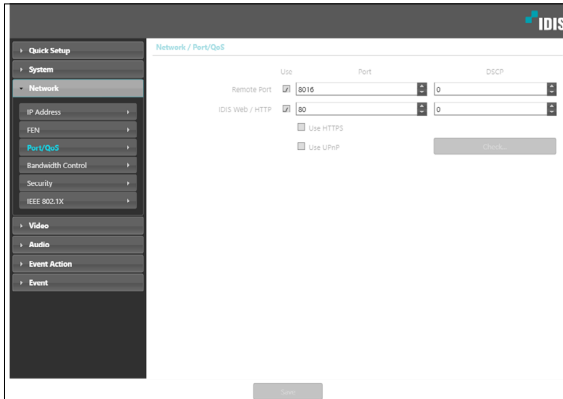 IDIS
Quick Setup
System
Network
IP Address
FEN
Port/QoS
Bandwidth Control
Security
IEEE 802.1X
Video
Audio
Event Action
Event
Network / Port/QoS
Use Port DSCP
Remote Port 8016 0
IDIS Web / HTTP 80 0
Use HTTPS
Use UPnP Check...
Save